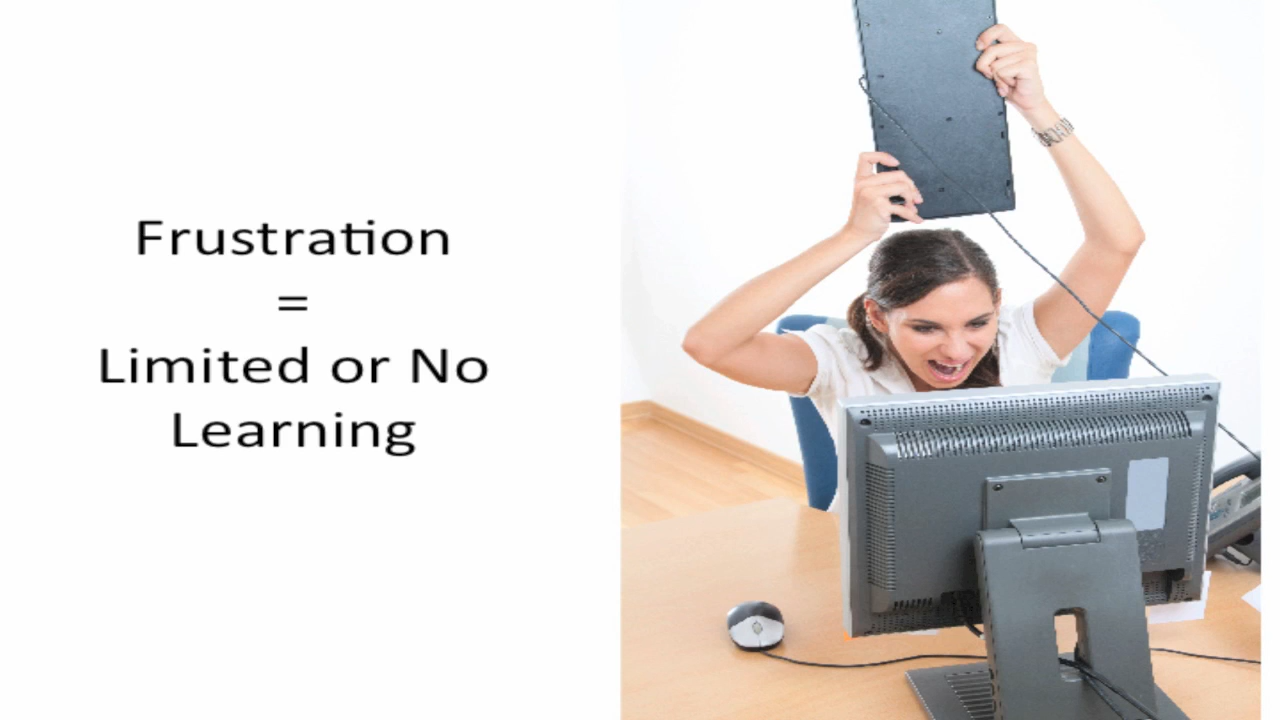 Frustration
=
Limited or No
Learning